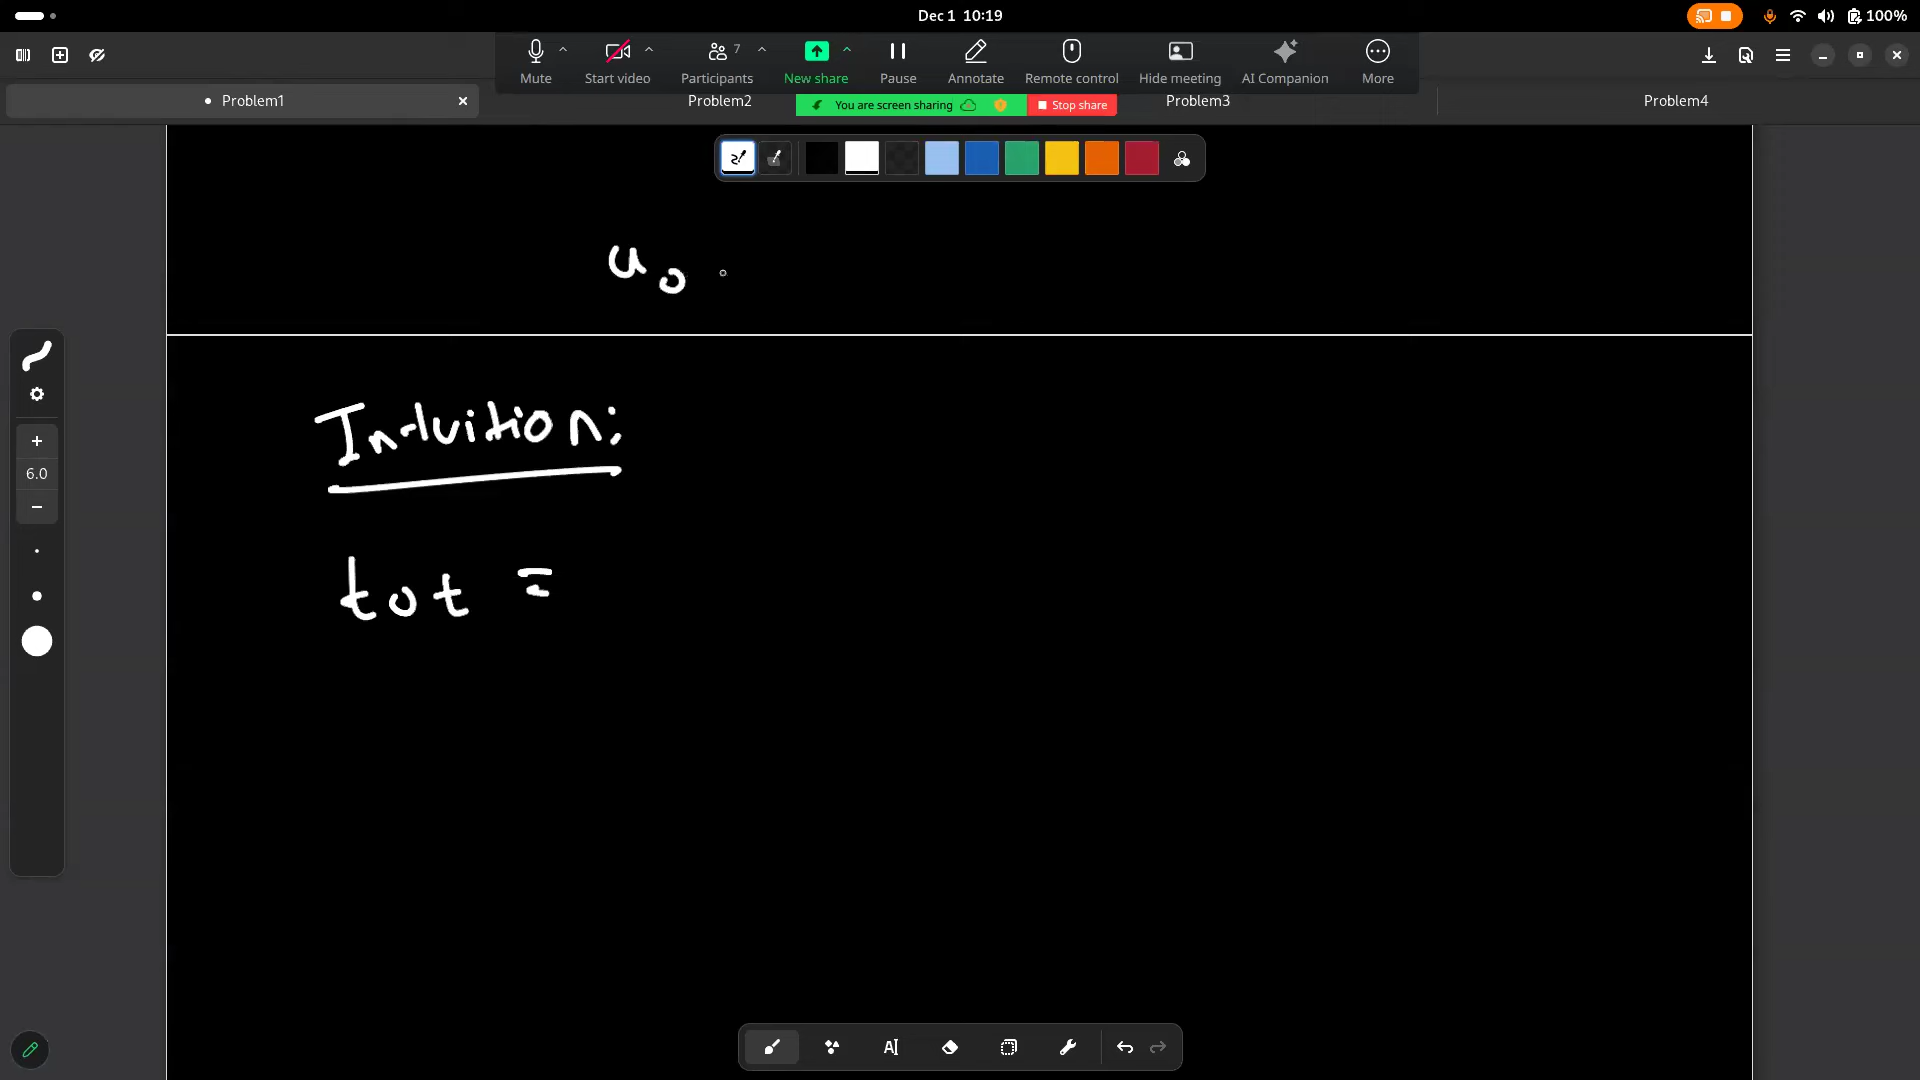 Dec 1 10:19
100%
Mute
Start video
Participants 7
New share
Pause
Annotate
Remote control
Hide meeting
AI Companion
More
Problem1
Problem2
You are screen sharing
Stop share
Problem3
Problem4
u₀
Intuition:
6.0
tot =